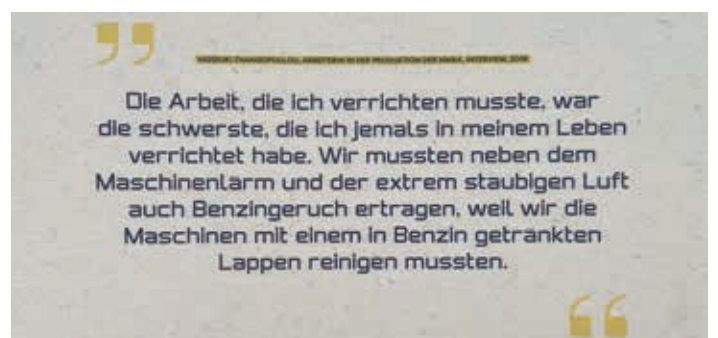 Die Arbeit, die ich verrichten musste, war
die schwerste, die ich jemals in meinem Leben
verrichtet habe. Wir mussten neben dem
Maschinenlarm und der extrem staubigen Luft
auch Benzingeruch ertragen, weil wir die
Maschinen mit einem in Benzin getrankten
Lappen reinigen mussten.